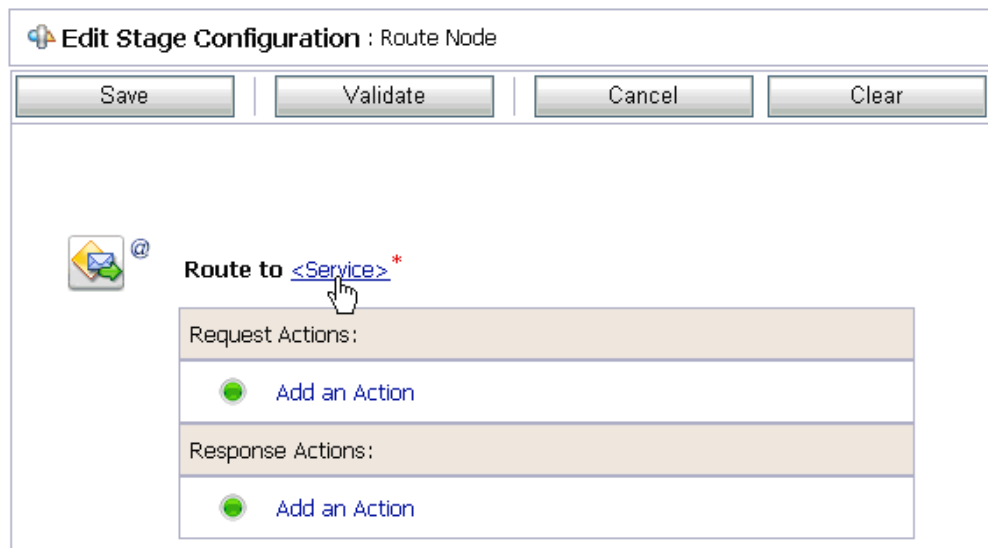 Edit Stage Configuration : Route Node
Save Validate Cancel Clear
@
Route to <Service>*
Request Actions:
Add an Action
Response Actions:
Add an Action